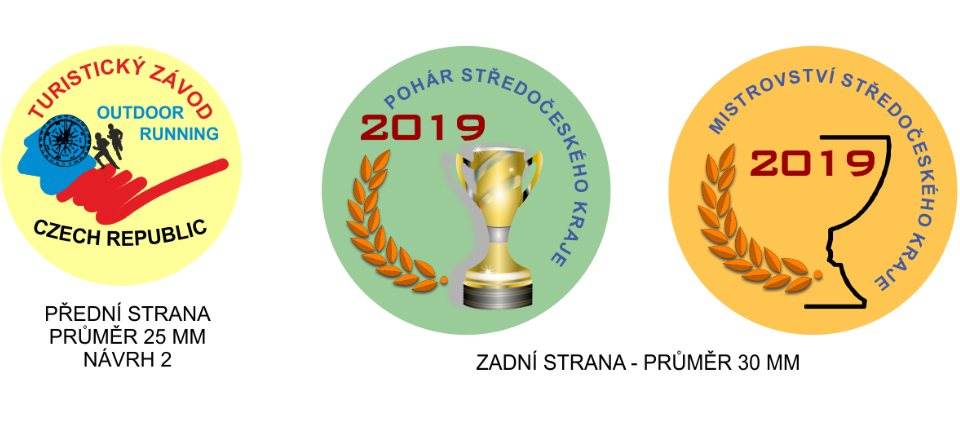 TURISTICKÝ ZÁVOD
OUTDOOR
RUNNING
CZECH REPUBLIC
PŘEDNÍ STRANA
PRŮMĚR 25 MM
NÁVRH 2
POHÁR STŘEDOČESKÉHO KRAJE
2019
MISTROVSTVÍ STŘEDOČESKÉHO KRAJE
2019
ZADNÍ STRANA - PRŮMĚR 30 MM